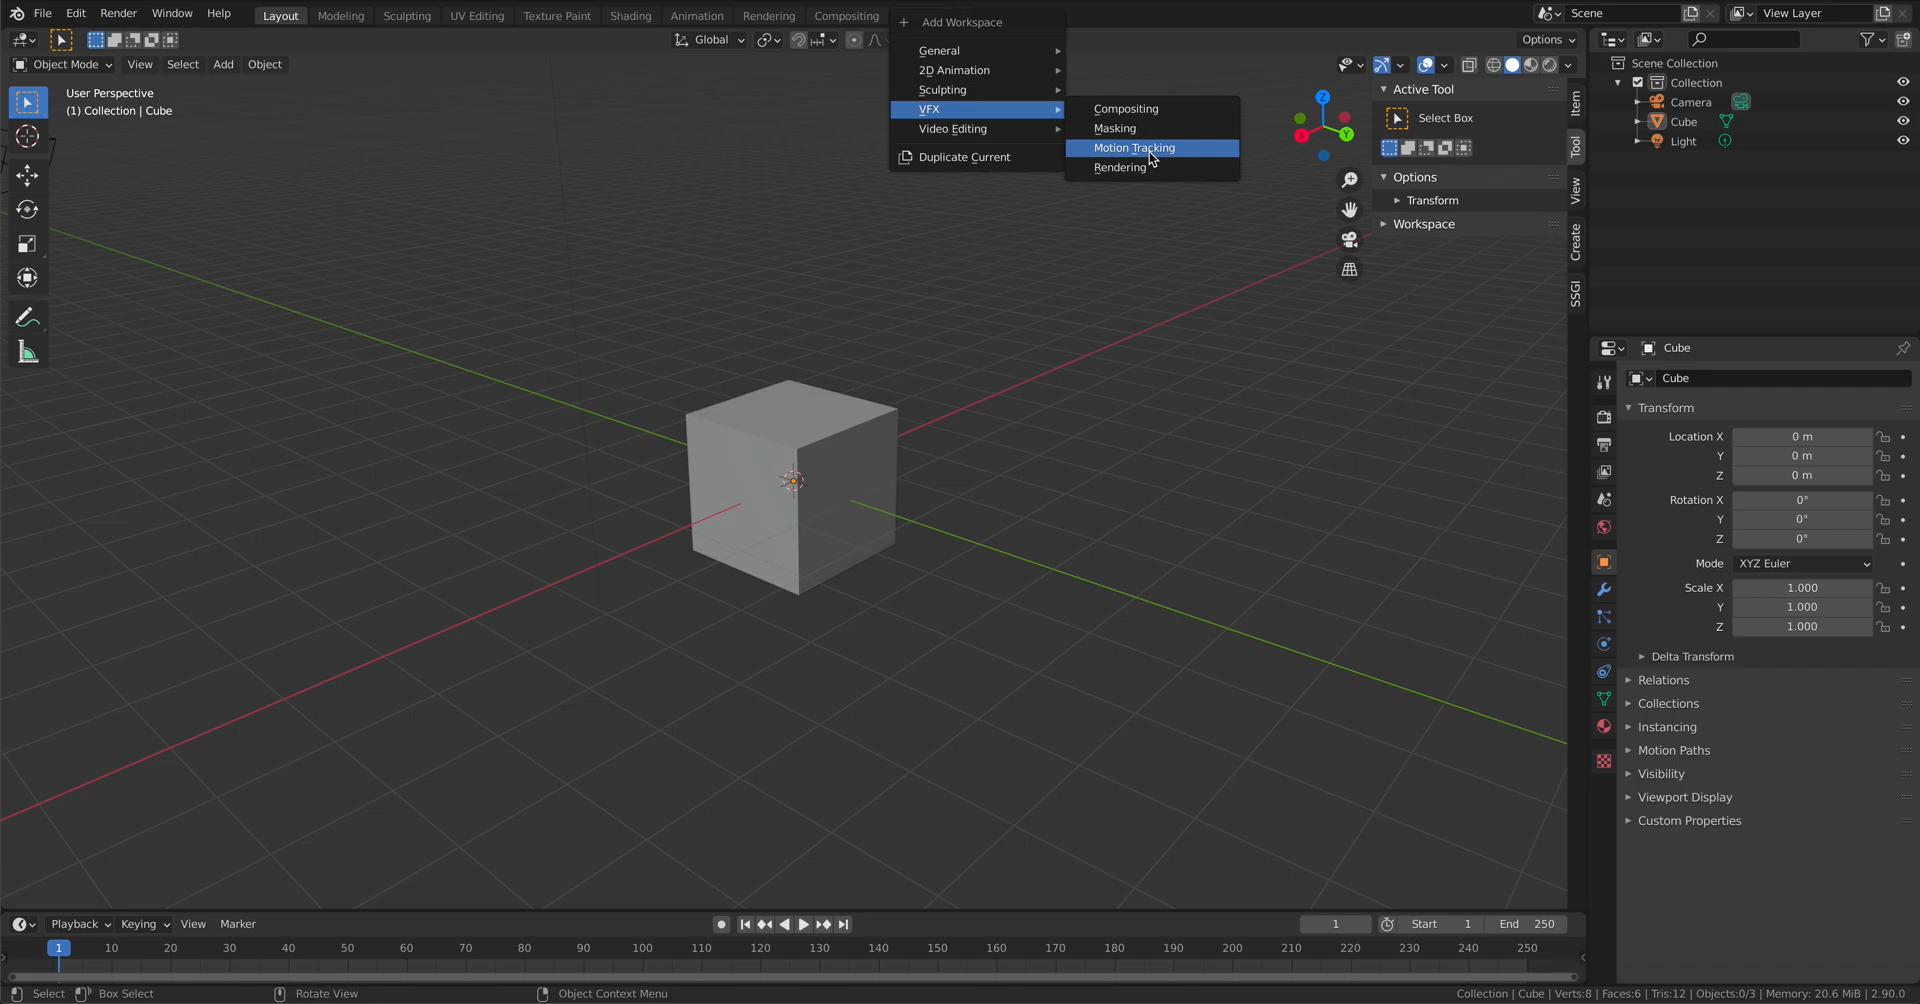 File Edit Render Window Help
Layout Modeling Sculpting UV Editing Texture Paint Shading Animation Rendering Compositing
Scene
View Layer
Global
Options
Object Mode View Select Add Object
User Perspective
(1) Collection | Cube
Add Workspace
General
2D Animation
Sculpting
VFX
Video Editing
Duplicate Current
Compositing
Masking
Motion Tracking
Rendering
Z
X
Y
Active Tool
Select Box
Options
Transform
Workspace
Item
Tool
View
Create
SSGI
Scene Collection
Collection
Camera
Cube
Light
Cube
Cube
Transform
Location X 0 m
Y 0 m
Z 0 m
Rotation X 0°
Y 0°
Z 0°
Mode XYZ Euler
Scale X 1.000
Y 1.000
Z 1.000
Delta Transform
Relations
Collections
Instancing
Motion Paths
Visibility
Viewport Display
Custom Properties
Playback Keying View Marker
1 Start 1 End 250
1 10 20 30 40 50 60 70 80 90 100 110 120 130 140 150 160 170 180 190 200 210 220 230 240 250
Select Box Select Rotate View Object Context Menu
Collection | Cube | Verts:8 | Faces:6 | Tris:12 | Objects:0/3 | Memory: 20.6 MiB | 2.90.0